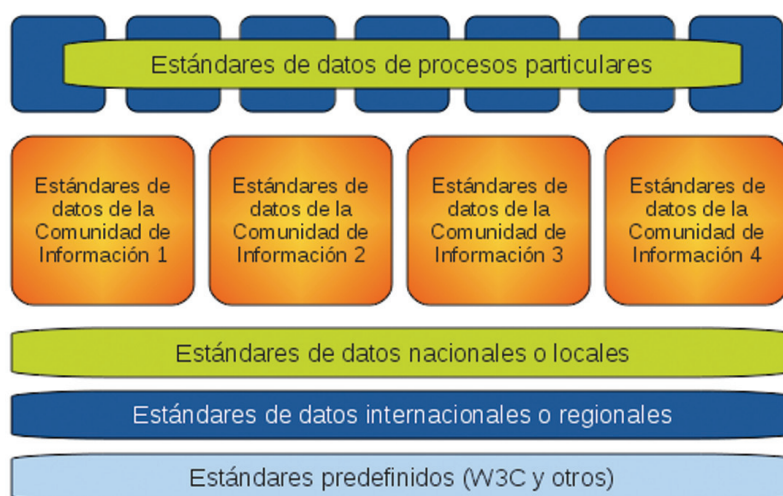 Estándares de datos de procesos particulares
Estándares de
datos de la
Comunidad de
Información 1
Estándares de
datos de la
Comunidad de
Información 2
Estándares de
datos de la
Comunidad de
Información 3
Estándares de
datos de la
Comunidad de
Información 4
Estándares de datos nacionales o locales
Estándares de datos internacionales o regionales
Estándares predefinidos (W3C y otros)